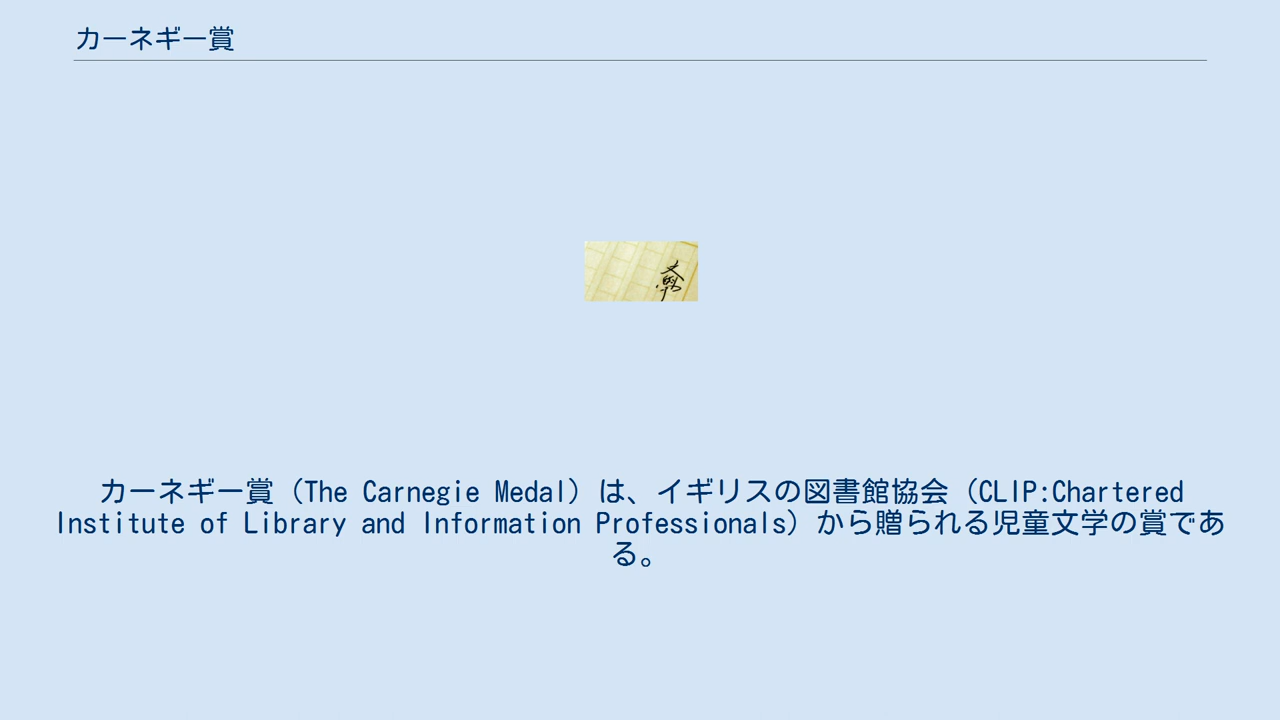 カーネギー賞
カーネギー賞（The Carnegie Medal）は、イギリスの図書館協会（CLIP:Chartered
Institute of Library and Information Professionals）から贈られる児童文学の賞であ
る。